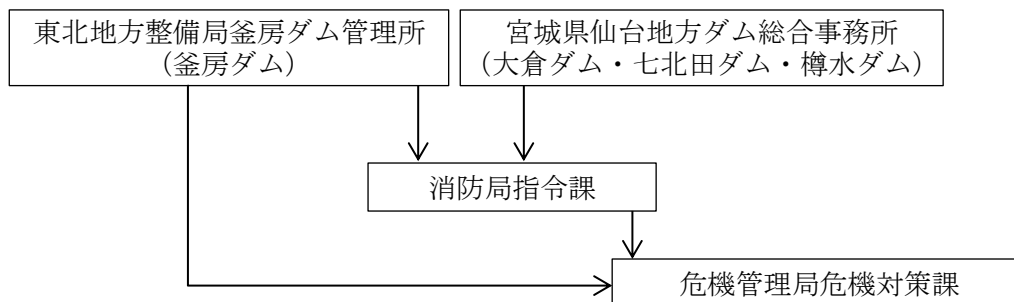 東北地方整備局釜房ダム管理所
（釜房ダム）
宮城県仙台地方ダム総合事務所
（大倉ダム・七北田ダム・樽水ダム）
消防局指令課
危機管理局危機対策課